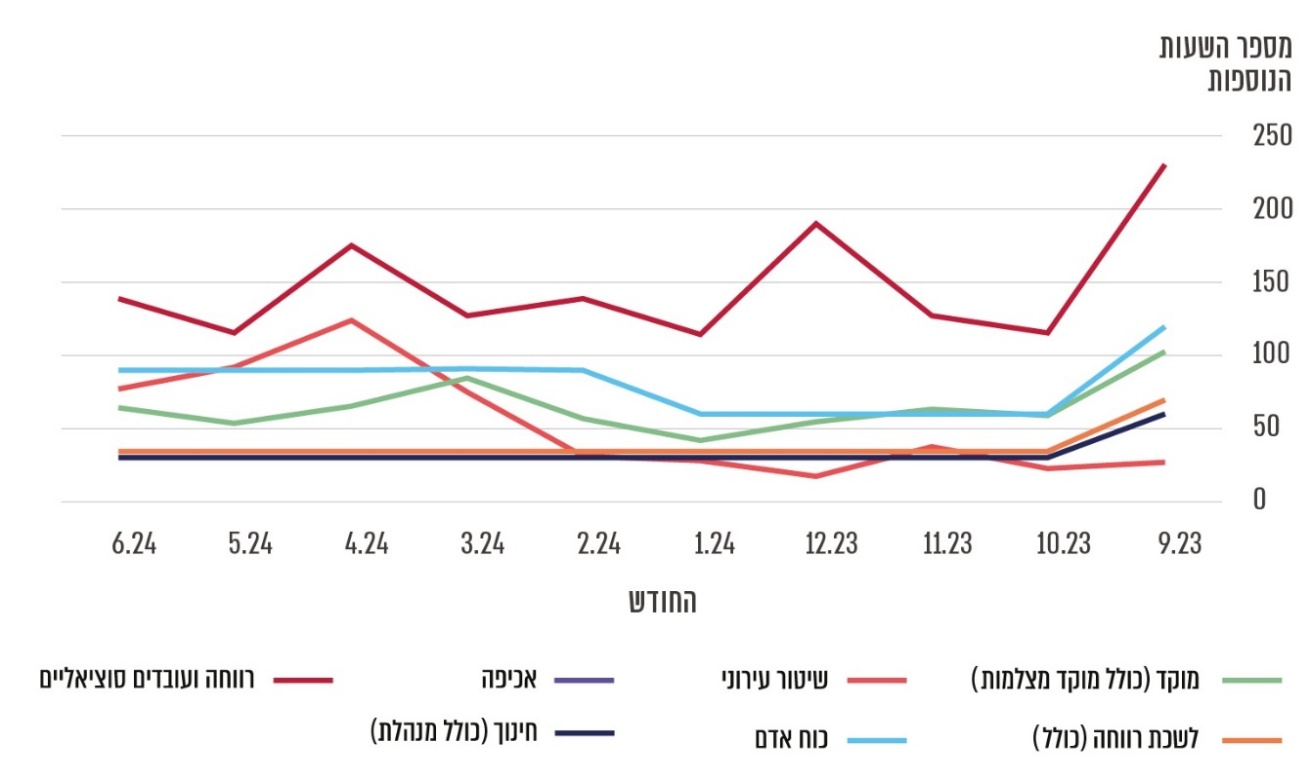 מספר השעות
הנוספות
250
200
150
100
50
0
9.23 10.23 11.23 12.23 1.24 2.24 3.24 4.24 5.24 6.24
החודש
מוקד (כולל מוקד מצלמות) שיטור עירוני אכיפה רווחה ועובדים סוציאליים
לשכת רווחה (כולל) כוח אדם חינוך (כולל מנהלת)